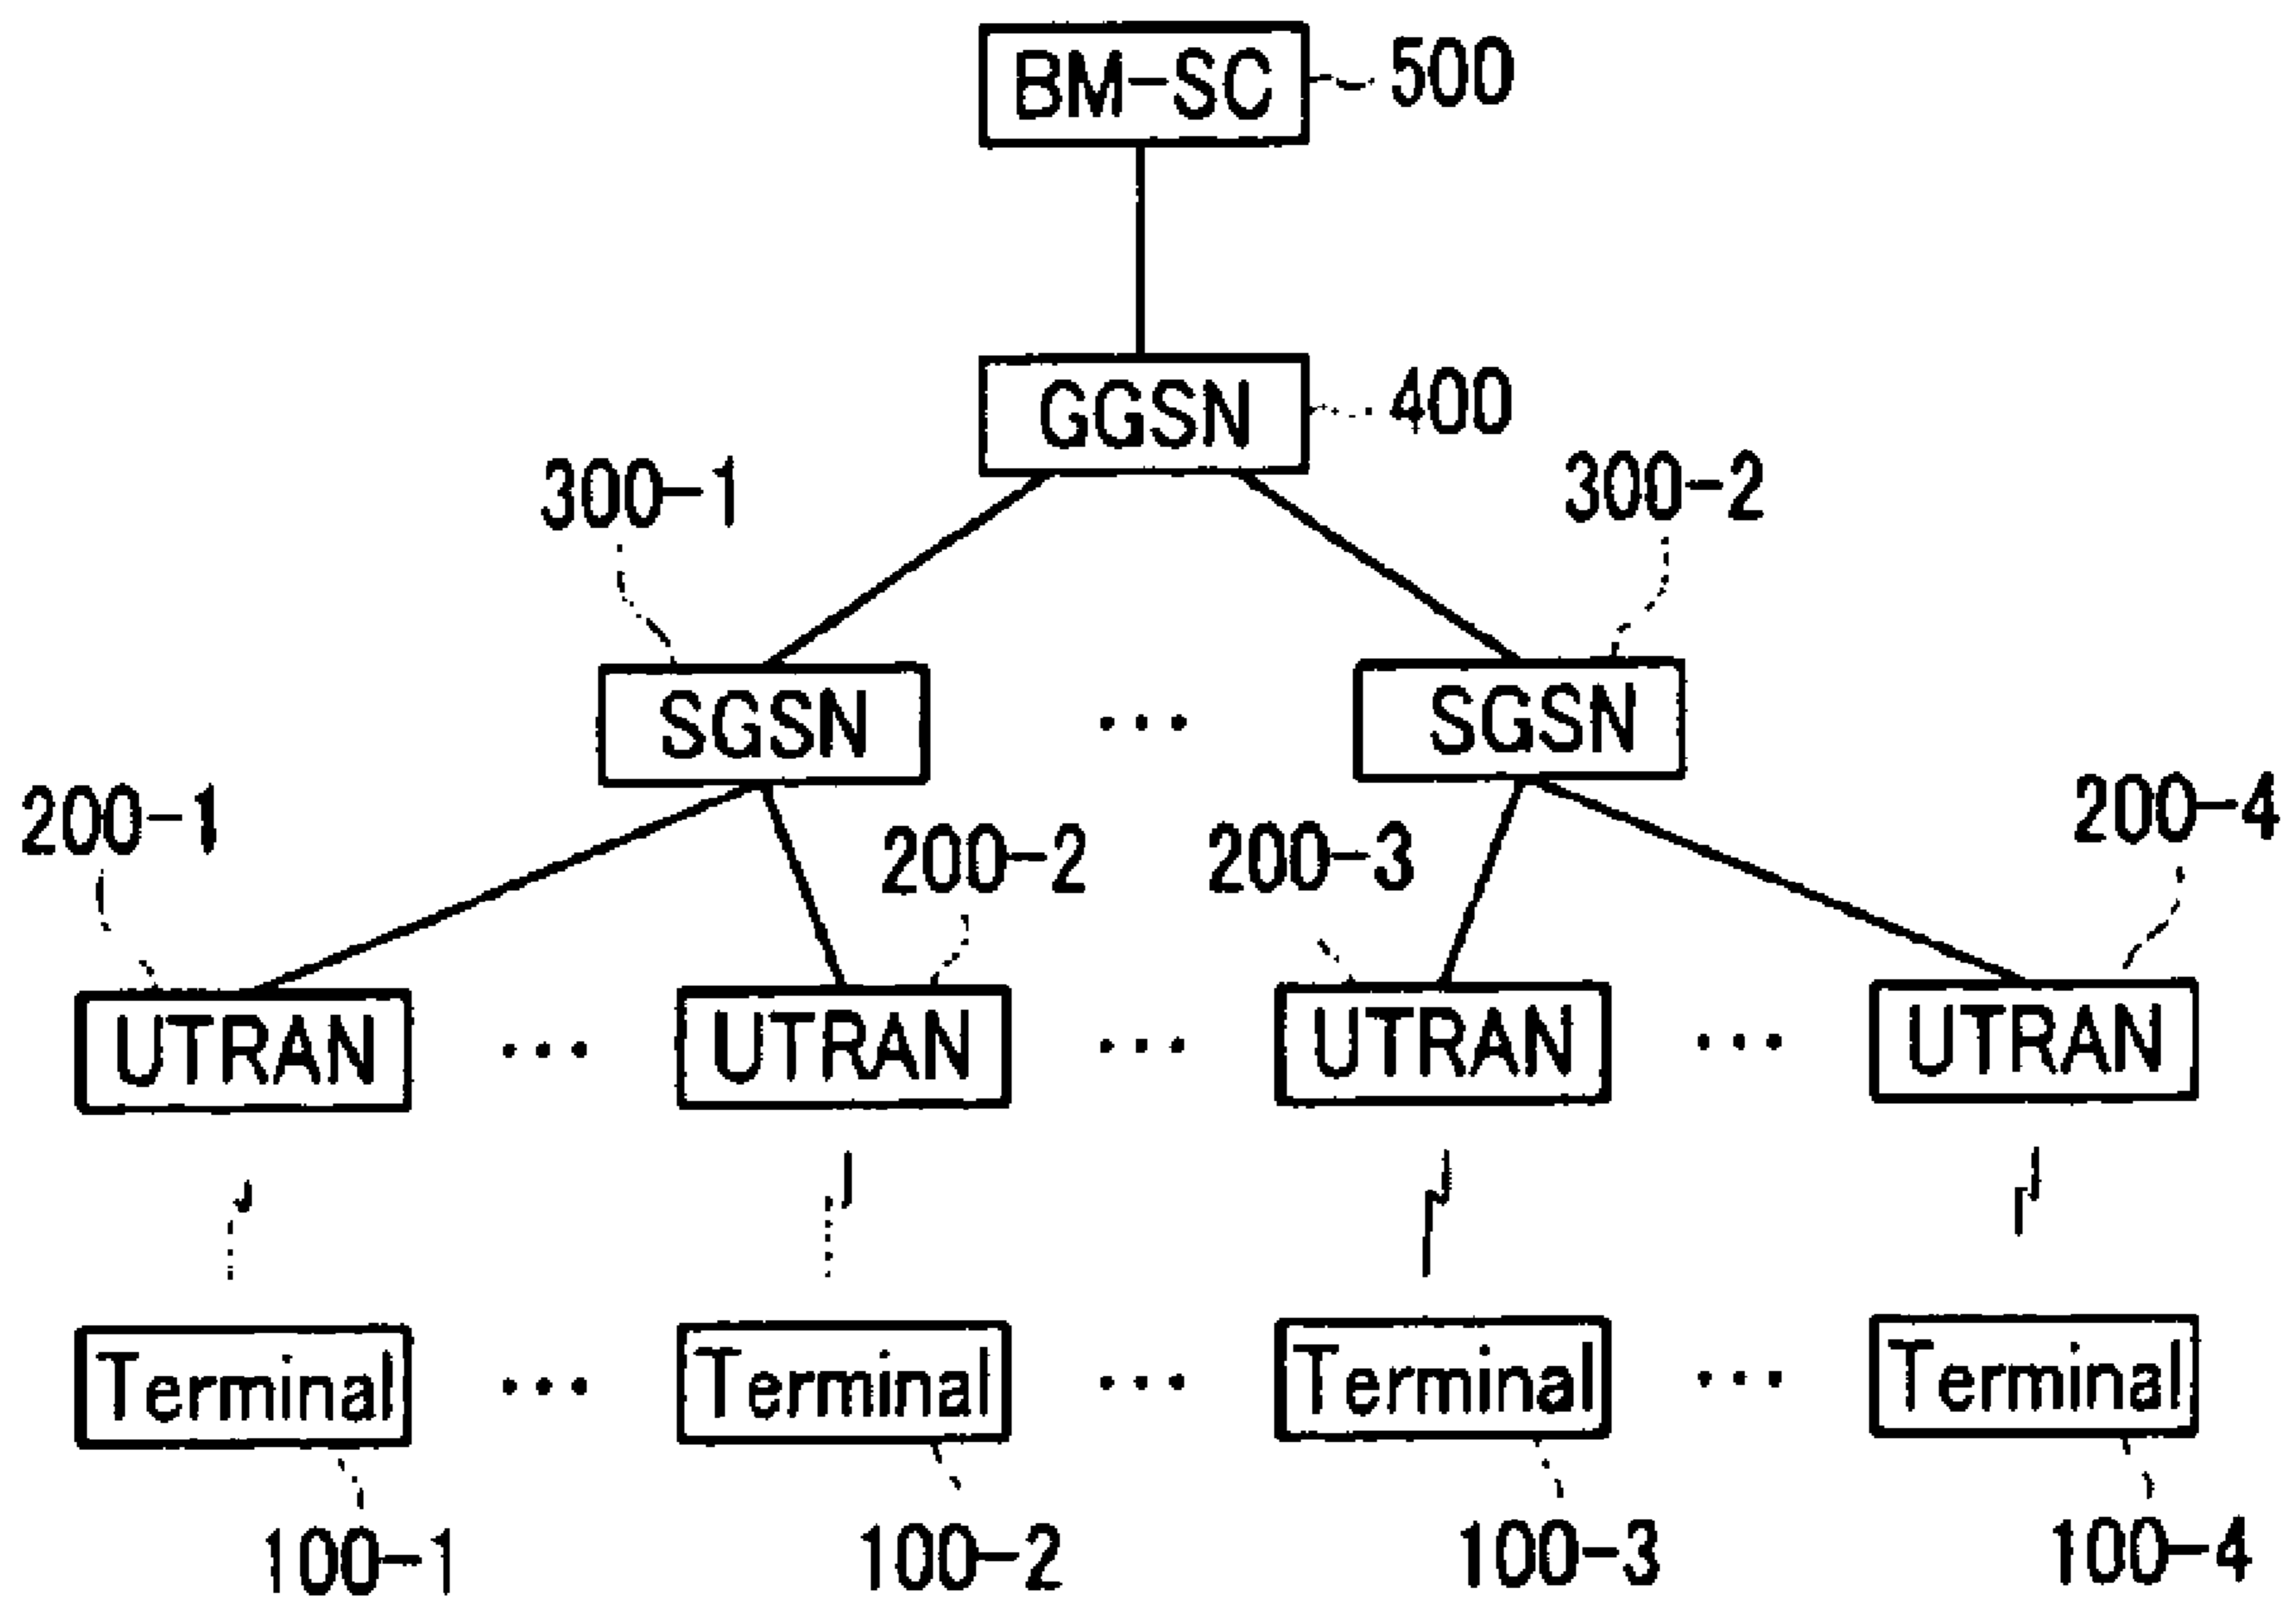 BM-SC 500
GGSN 400
300-1 300-2
SGSN ... SGSN
200-1 200-2 200-3 200-4
UTRAN ... UTRAN ... UTRAN ... UTRAN
Terminal ... Terminal ... Terminal ... Terminal
100-1 100-2 100-3 100-4